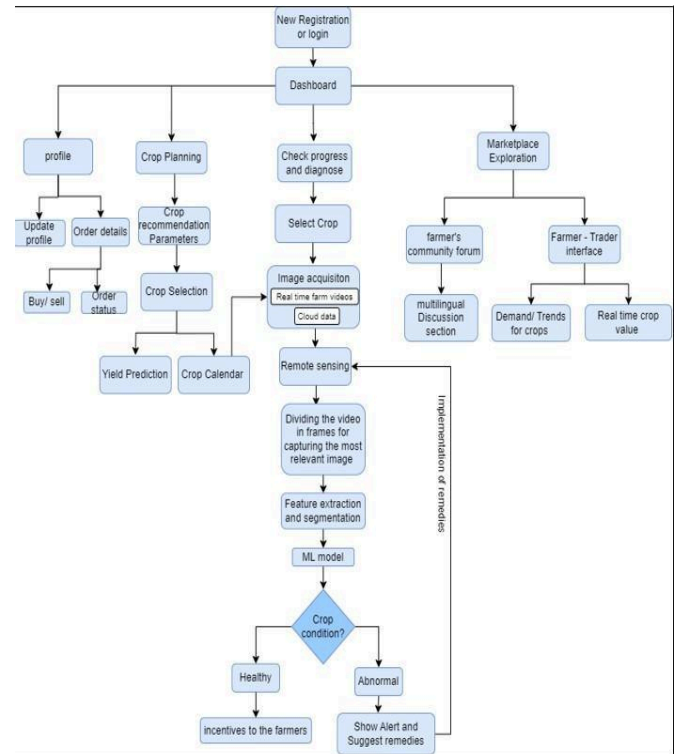 New Registration
or login
Dashboard
profile
Crop Planning
Check progress
and diagnose
Marketplace
Exploration
Update
profile
Order details
Crop
recommendation
Parameters
Select Crop
farmer's
community forum
Farmer - Trader
interface
Buy/ sell
Order
status
Crop Selection
Image acquisiton
Real time farm videos
Cloud data
multilingual
Discussion
section
Demand/ Trends
for crops
Real time crop
value
Yield Prediction
Crop Calendar
Remote sensing
Implementation of remedies
Dividing the video
in frames for
capturing the most
relevant image
Feature extraction
and segmentation
ML model
Crop
condition?
Healthy
Abnormal
incentives to the farmers
Show Alert and
Suggest remedies